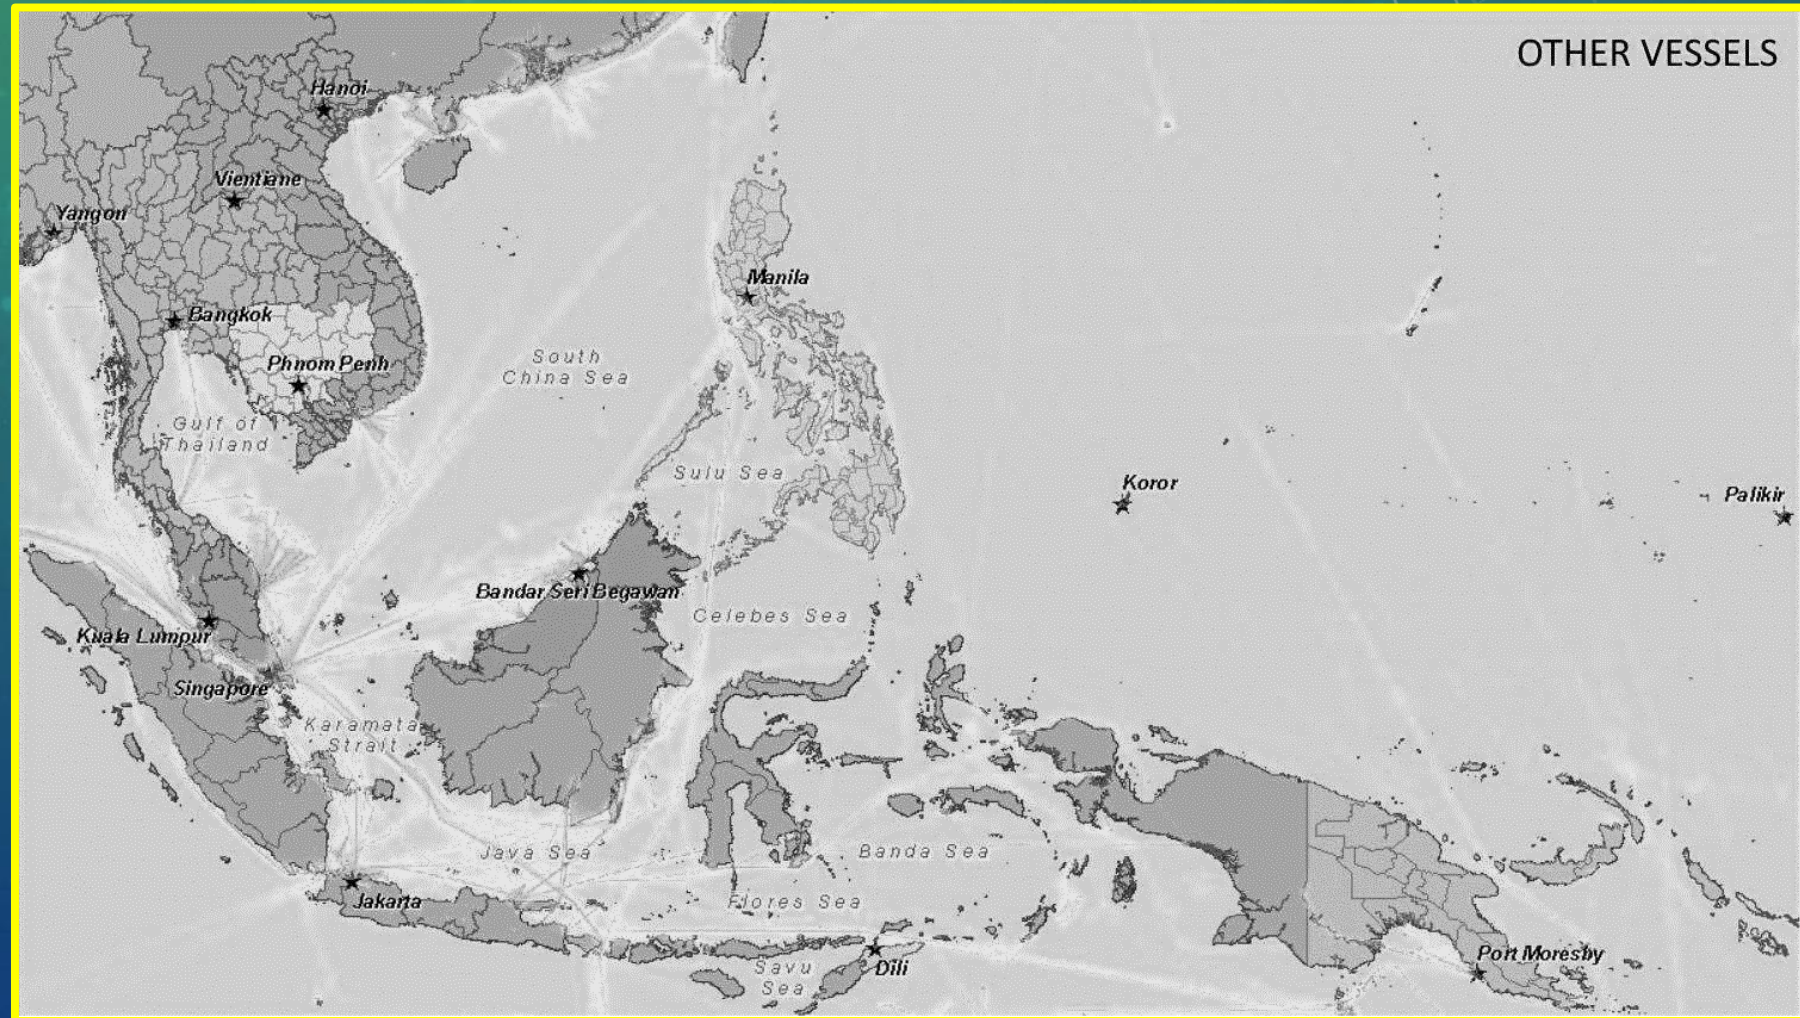 OTHER VESSELS
Hanoi
Vientiane
Yangon
Manila
Bangkok
South
China Sea
Phnom Penh
Gulf of
Thailand
Sulu Sea
Koror
Palikir
Bandar Seri Begawan
Celebes Sea
Kuala Lumpur
Singapore
Karamata
Strait
Java Sea
Banda Sea
Jakarta
Flores Sea
Port Moresby
Savu
Sea
Dili